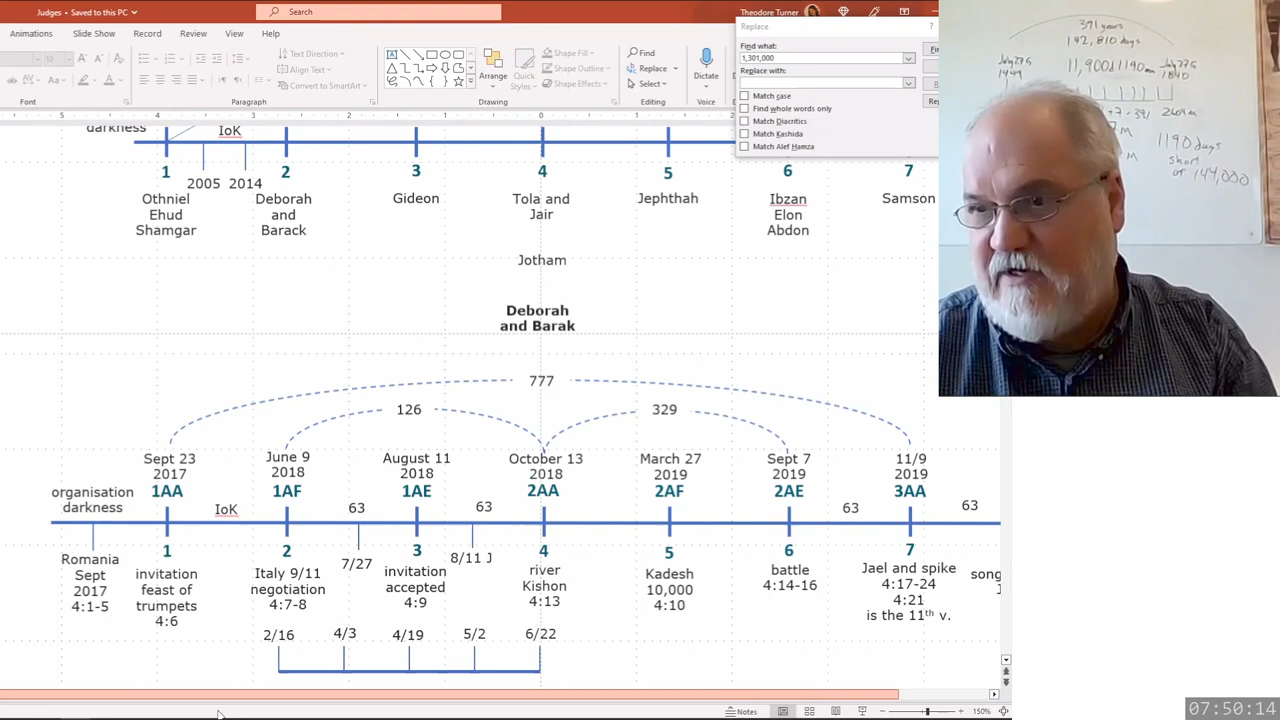 Judges • Saved to this PC
Search
Theodore Turner
Animations
Slide Show
Record
Review
View
Help
Text Direction
Align Text
Convert to SmartArt
Arrange
Quick
Styles
Shape Fill
Shape Outline
Shape Effects
Find
Replace
Select
Dictate
Font
Paragraph
Drawing
Editing
Voice
Replace
?
Find what:
1,301,000
Replace with:
Match case
Find whole words only
Match Diacritics
Match Kashida
Match Alef Hamza
5 4 3 2 1 0 1 2
darkness
IoK
1 2 3 4 5 6 7
2005 2014
Othniel
Ehud
Shamgar
Deborah
and
Barack
Gideon
Tola and
Jair
Jephthah
Ibzan
Elon
Abdon
Samson
Jotham
Deborah
and Barak
777
126
329
Sept 23
2017
1AA
June 9
2018
1AF
August 11
2018
1AE
October 13
2018
2AA
March 27
2019
2AF
Sept 7
2019
2AE
11/9
2019
3AA
organisation
darkness
IoK
63
63
63
63
Romania
Sept
2017
4:1-5
1
invitation
feast of
trumpets
4:6
2
Italy 9/11
negotiation
4:7-8
7/27
3
invitation
accepted
4:9
8/11 J
4
river
Kishon
4:13
5
Kadesh
10,000
4:10
6
battle
4:14-16
7
Jael and spike
4:17-24
4:21
is the 11th v.
song
2/16
4/3
4/19
5/2
6/22
Notes
150%
391 years
142,810 days
1190 days
short
of 144,000
07:50:14